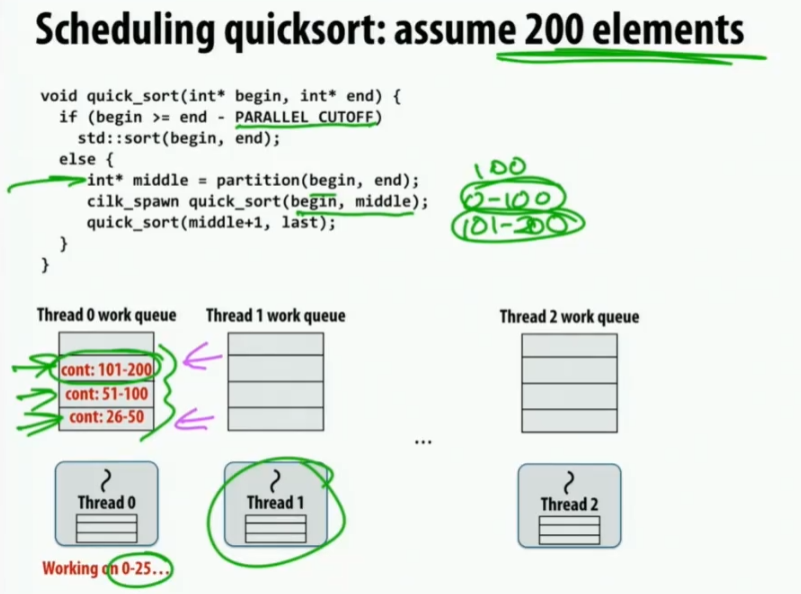 Scheduling quicksort: assume 200 elements
void quick_sort(int* begin, int* end) {
if (begin >= end - PARALLEL_CUTOFF)
std::sort(begin, end);
else {
int* middle = partition(begin, end);
cilk_spawn quick_sort(begin, middle);
quick_sort(middle+1, last);
}
}
100
0-100
101-200
Thread 0 work queue
Thread 1 work queue
Thread 2 work queue
cont: 101-200
cont: 51-100
cont: 26-50
...
Thread 0
Thread 1
Thread 2
Working on 0-25...